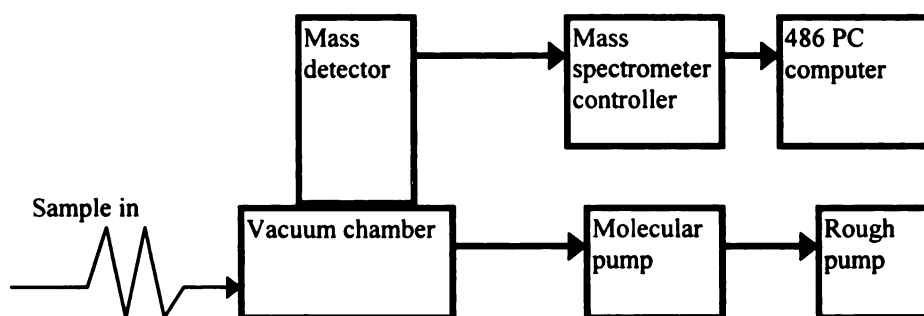 Mass
detector
Mass
spectrometer
controller
486 PC
computer
Sample in
Vacuum chamber
Molecular
pump
Rough
pump